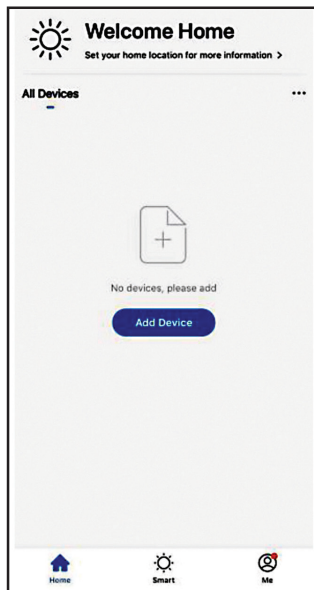 Welcome Home
Set your home location for more information >
All Devices
...
No devices, please add
Add Device
Home
Smart
Me